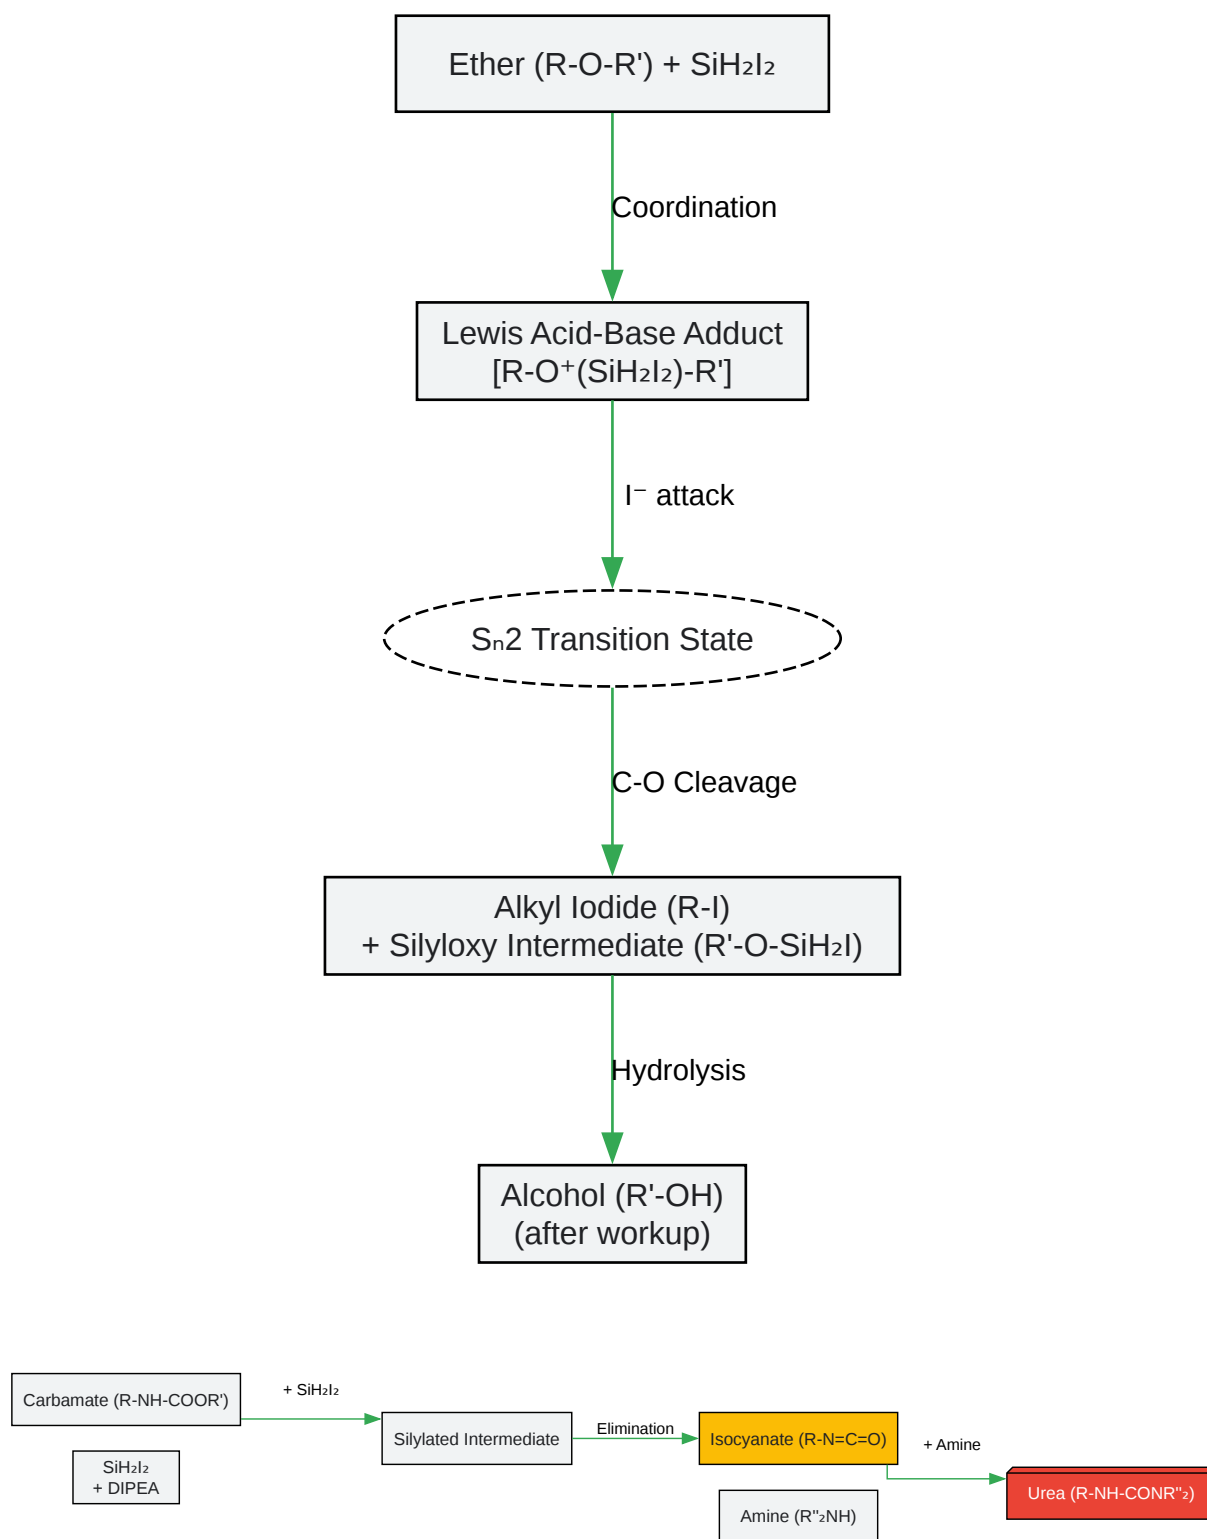 Ether (R-O-R') + SiH₂I₂
Coordination
Lewis Acid-Base Adduct
[R-O⁺(SiH₂I₂)-R']
I⁻ attack
Sₙ2 Transition State
C-O Cleavage
Alkyl Iodide (R-I)
+ Silyloxy Intermediate (R'-O-SiH₂I)
Hydrolysis
Alcohol (R'-OH)
(after workup)
Carbamate (R-NH-COOR')
+ SiH₂I₂
SiH₂I₂
+ DIPEA
Silylated Intermediate
Elimination
Isocyanate (R-N=C=O)
+ Amine
Amine (R''₂NH)
Urea (R-NH-CONR''₂)